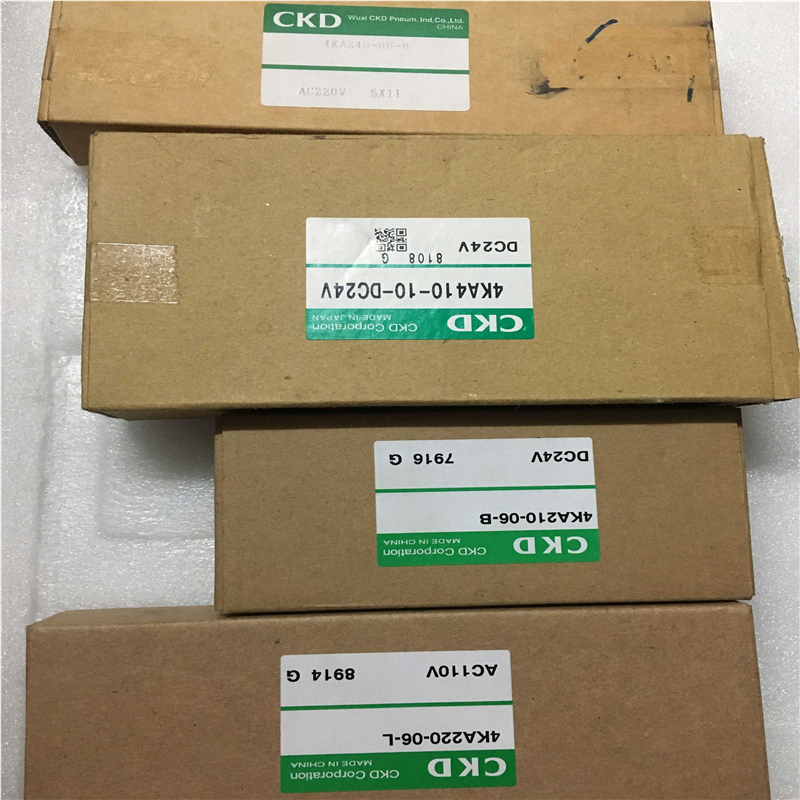 CKD Wuxi CKD Pneum. Ind.Co.,Ltd.
CHINA
4KA240-06-B
AC220V 5X11
CKD CKD Corporation
MADE IN JAPAN
4KA410-10-DC24V
8108 G
DC24V
CKD CKD Corporation
MADE IN CHINA
4KA210-06-B
DC24V 7916 G
CKD CKD Corporation
MADE IN CHINA
4KA220-06-L
AC110V 8914 G